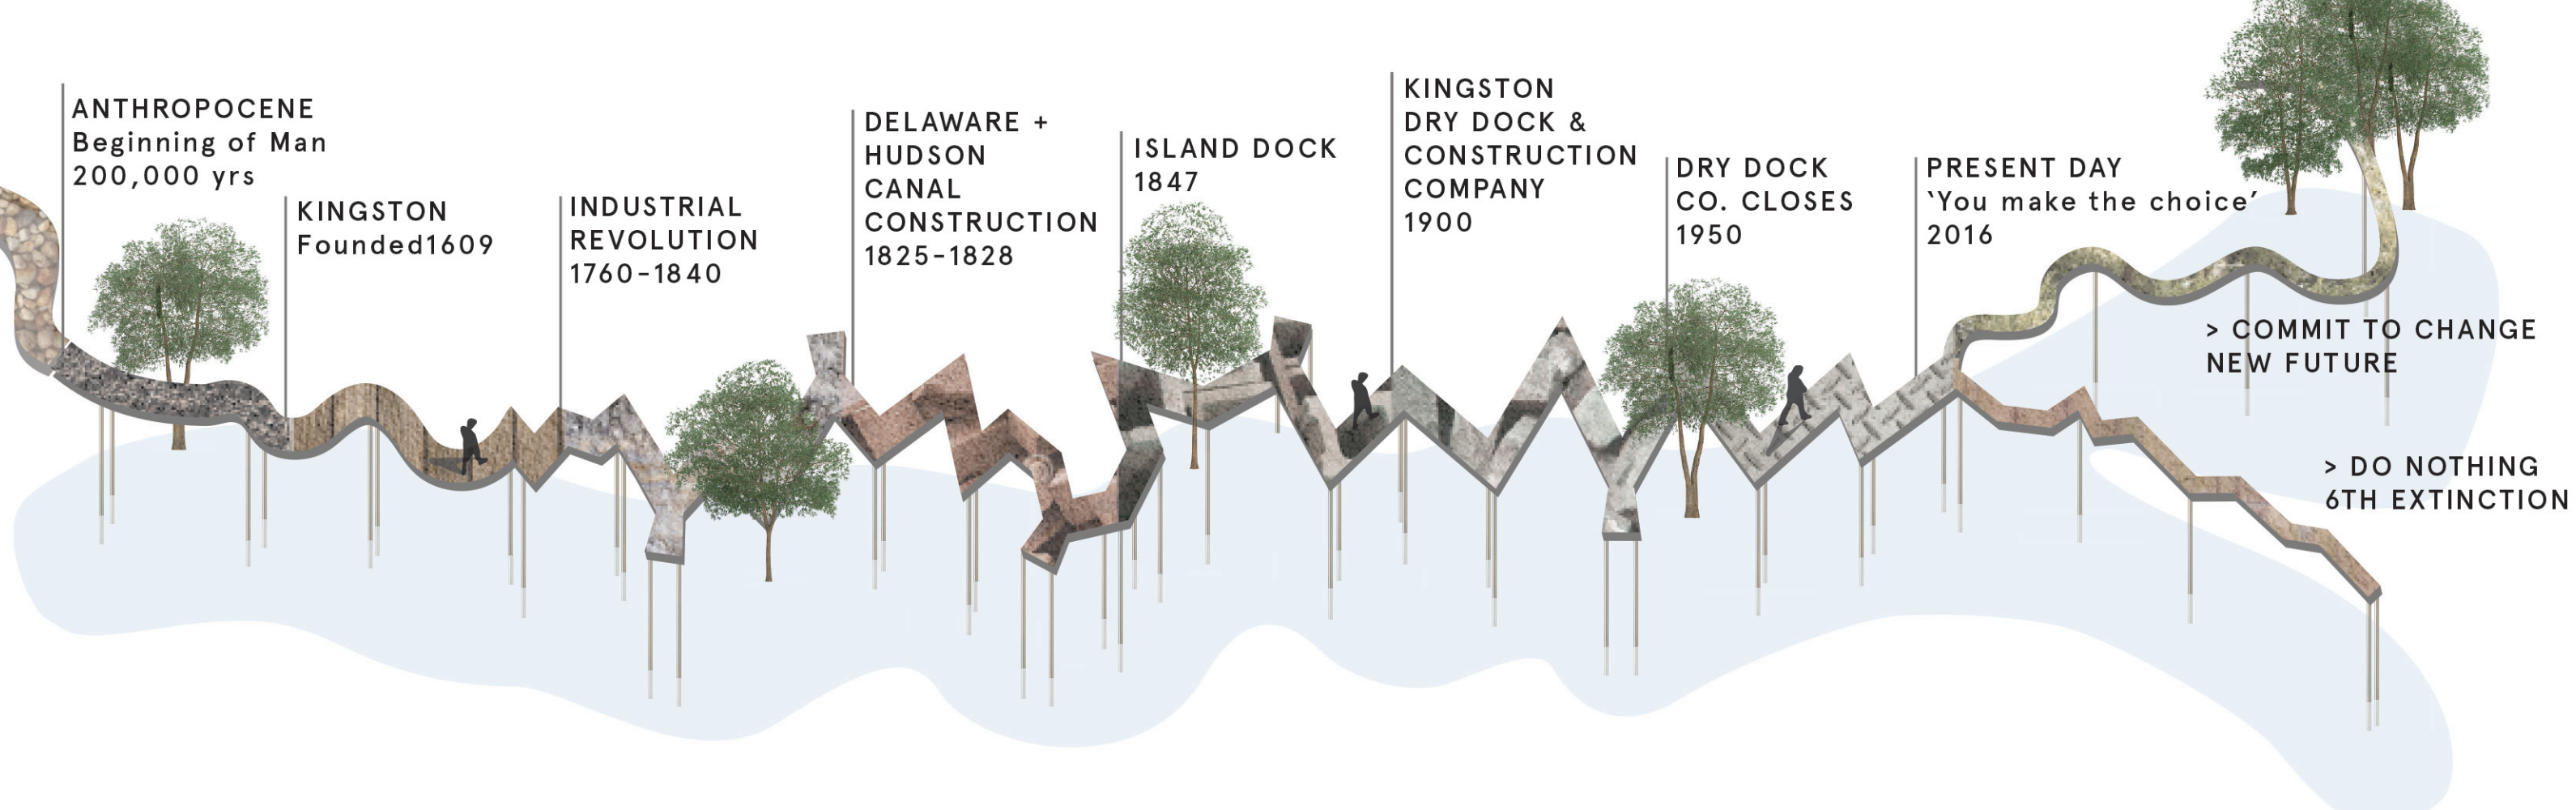 ANTHROPOCENE
Beginning of Man
200,000 yrs
KINGSTON
Founded1609
INDUSTRIAL
REVOLUTION
1760-1840
DELAWARE +
HUDSON
CANAL
CONSTRUCTION
1825-1828
ISLAND DOCK
1847
KINGSTON
DRY DOCK &
CONSTRUCTION
COMPANY
1900
DRY DOCK
CO. CLOSES
1950
PRESENT DAY
‘You make the choice’
2016
> COMMIT TO CHANGE
NEW FUTURE
> DO NOTHING
6TH EXTINCTION